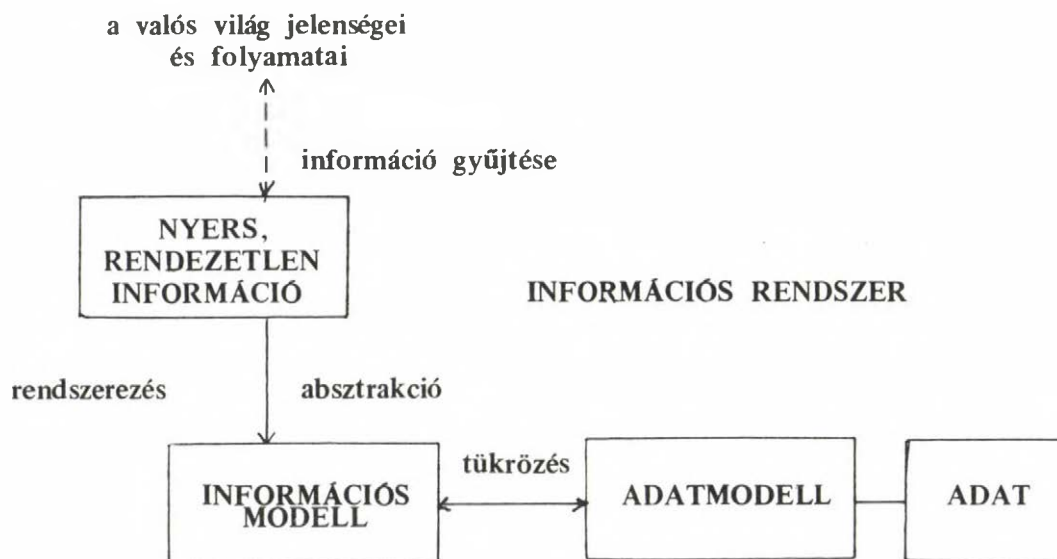 a valós világ jelenségei
és folyamatai
információ gyűjtése
NYERS,
RENDEZETLEN
INFORMÁCIÓ
INFORMÁCIÓS RENDSZER
rendszerezés
absztrakció
tükrözés
INFORMÁCIÓS
MODELL
ADATMODELL
ADAT